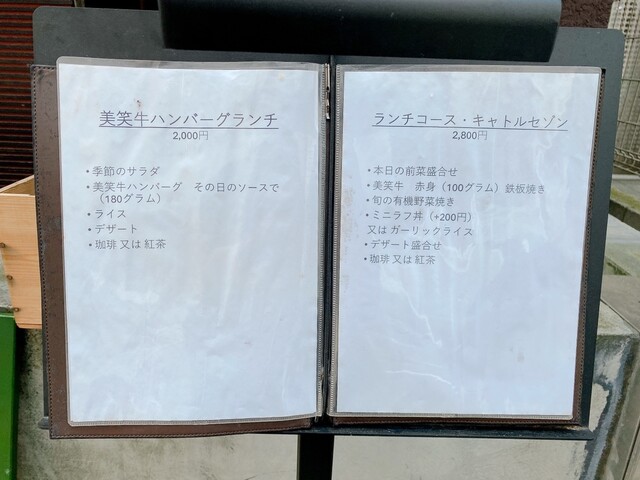 美笑牛ハンバーグランチ
2,000円
•季節のサラダ
•美笑牛ハンバーグ　その日のソースで
（180グラム）
•ライス
•デザート
•珈琲 又は 紅茶
ランチコース・キャトルセゾン
2,800円
•本日の前菜盛合せ
•美笑牛　赤身（100グラム）鉄板焼き
•旬の有機野菜焼き
•ミニラフ丼（+200円）
又は ガーリックライス
•デザート盛合せ
•珈琲 又は 紅茶